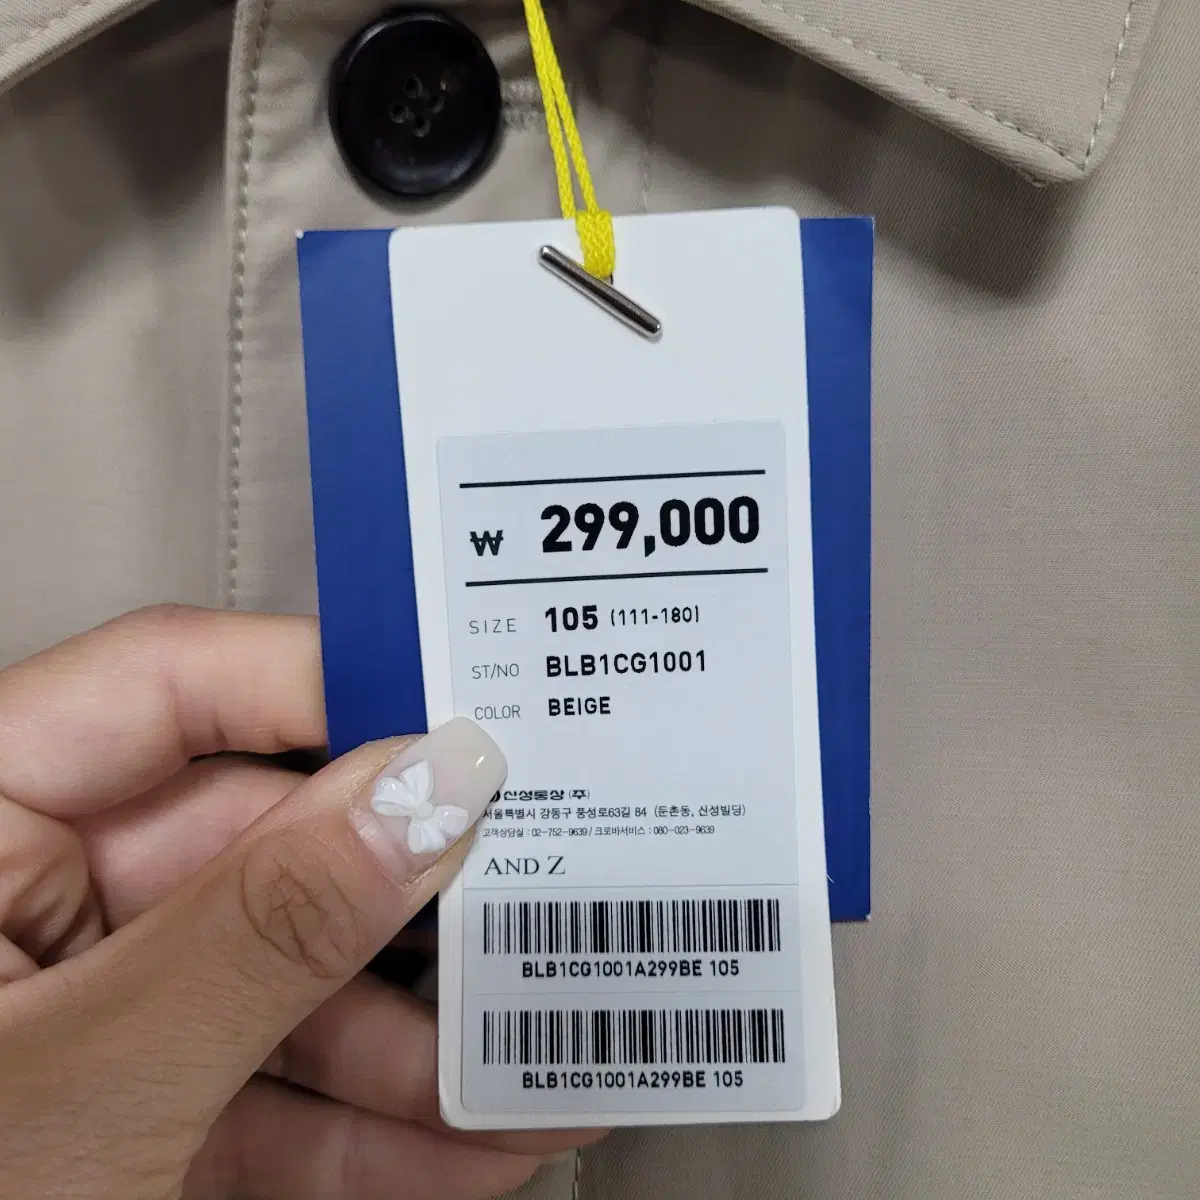 ₩ 299,000
SIZE 105 (111-180)
ST/NO BLB1CG1001
COLOR BEIGE
신성통상 (주)
서울특별시 강동구 풍성로63길 84 (둔촌동, 신성빌딩)
고객상담실 : 02-752-9639 / 크로바서비스 : 080-023-9639
AND Z
BLB1CG1001A299BE 105
BLB1CG1001A299BE 105